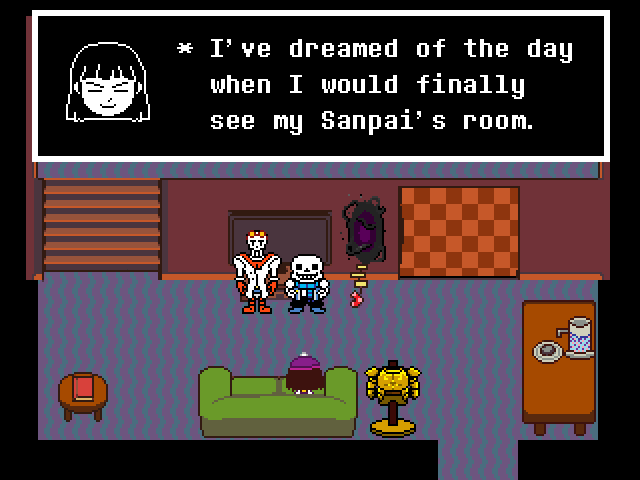 * I've dreamed of the day
when I would finally
see my Sanpai's room.